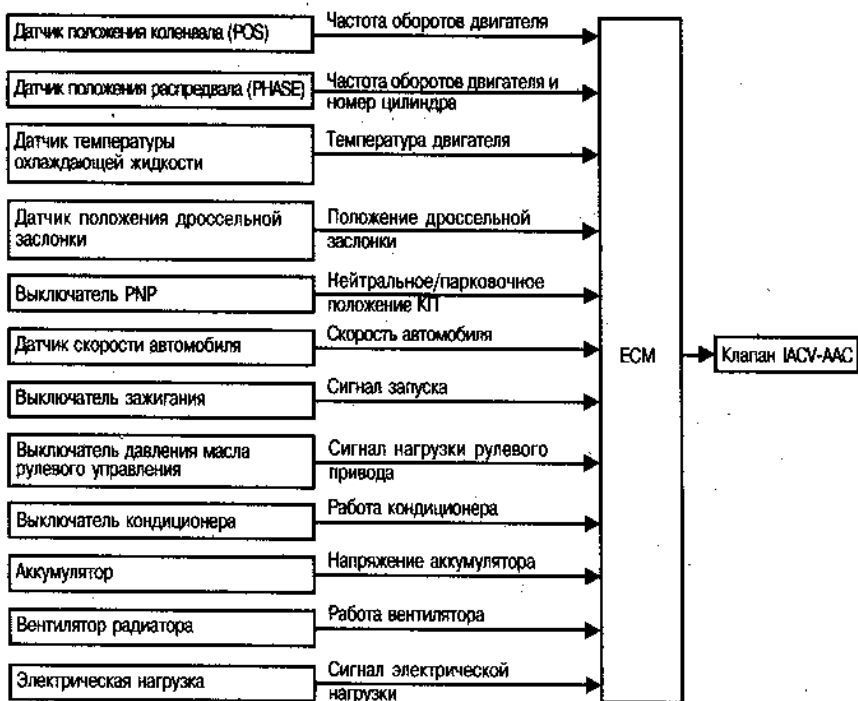 Датчик положения коленвала (POS)
Частота оборотов двигателя
Датчик положения распредвала (PHASE)
Частота оборотов двигателя и
номер цилиндра
Датчик температуры
охлаждающей жидкости
Температура двигателя
Датчик положения дроссельной
заслонки
Положение дроссельной
заслонки
Выключатель PNP
Нейтральное/парковочное
положение КП
Датчик скорости автомобиля
Скорость автомобиля
Выключатель зажигания
Сигнал запуска
Выключатель давления масла
рулевого управления
Сигнал нагрузки рулевого
привода
Выключатель кондиционера
Работа кондиционера
Аккумулятор
Напряжение аккумулятора
Вентилятор радиатора
Работа вентилятора
Электрическая нагрузка
Сигнал электрической
нагрузки
ECM
Клапан IACV-AAC